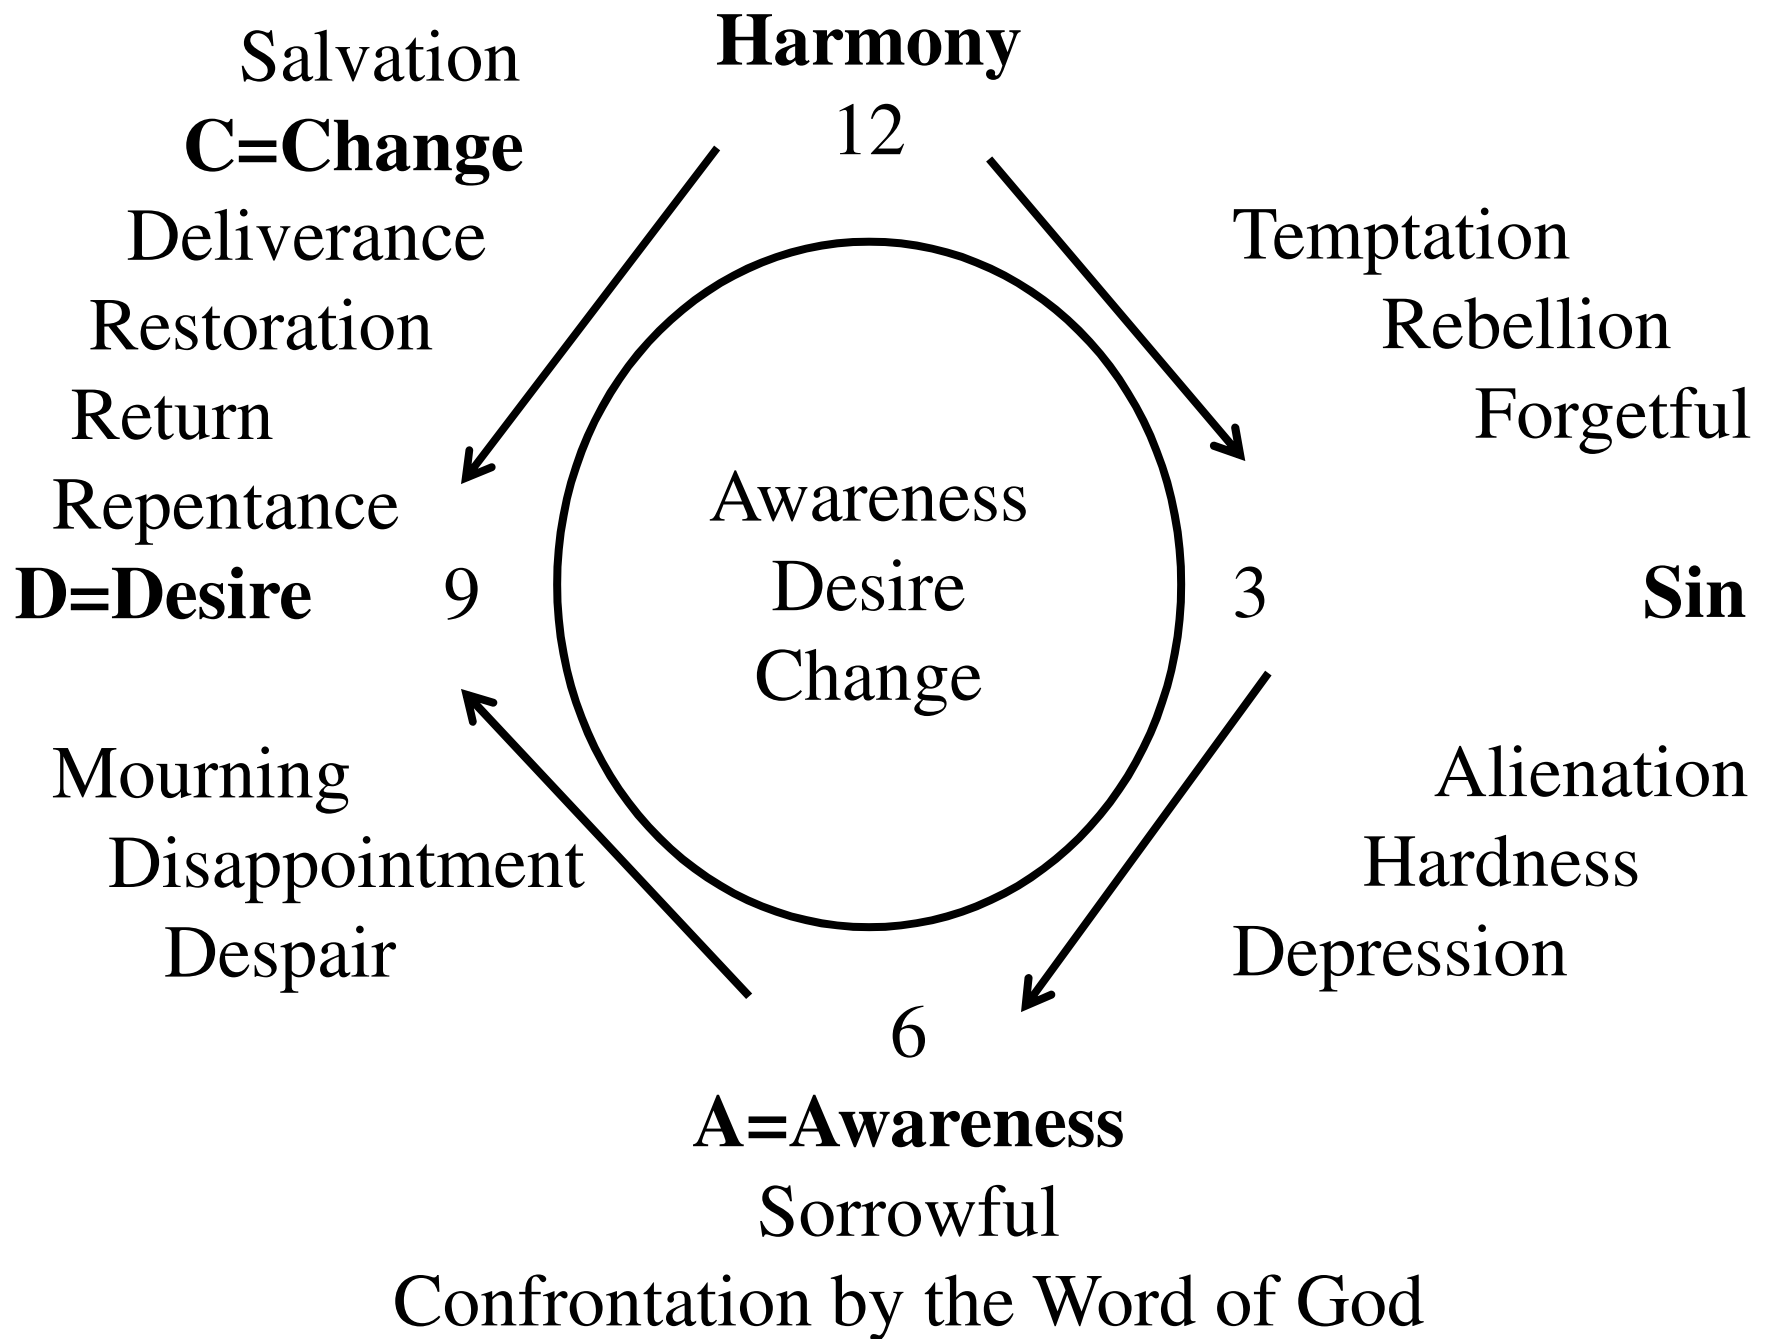 Harmony
12
Salvation
C=Change
Deliverance
Restoration
Return
Repentance
D=Desire
9
Temptation
Rebellion
Forgetful
Awareness
Desire
Change
3
Sin
Mourning
Disappointment
Despair
Alienation
Hardness
Depression
6
A=Awareness
Sorrowful
Confrontation by the Word of God